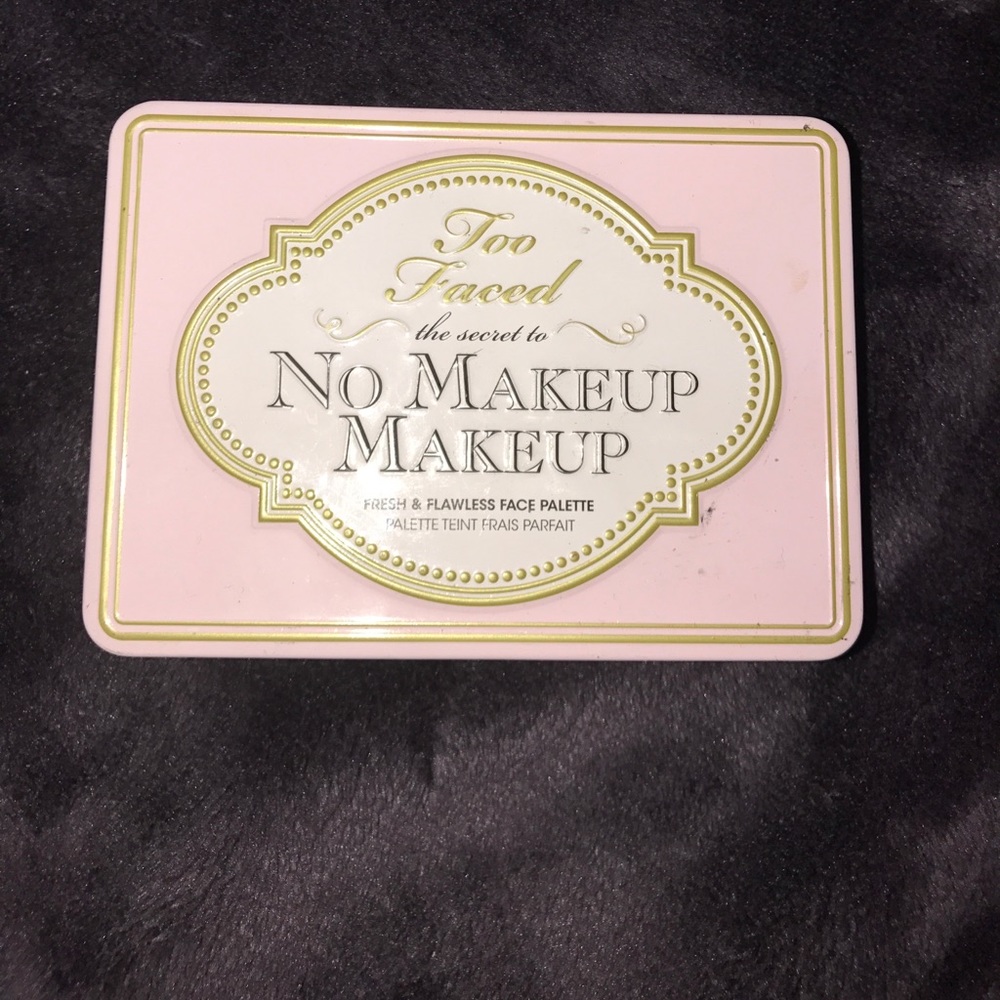 Too
Faced
the secret to
NO MAKEUP
MAKEUP
FRESH & FLAWLESS FACE PALETTE
PALETTE TEINT FRAIS PARFAIT